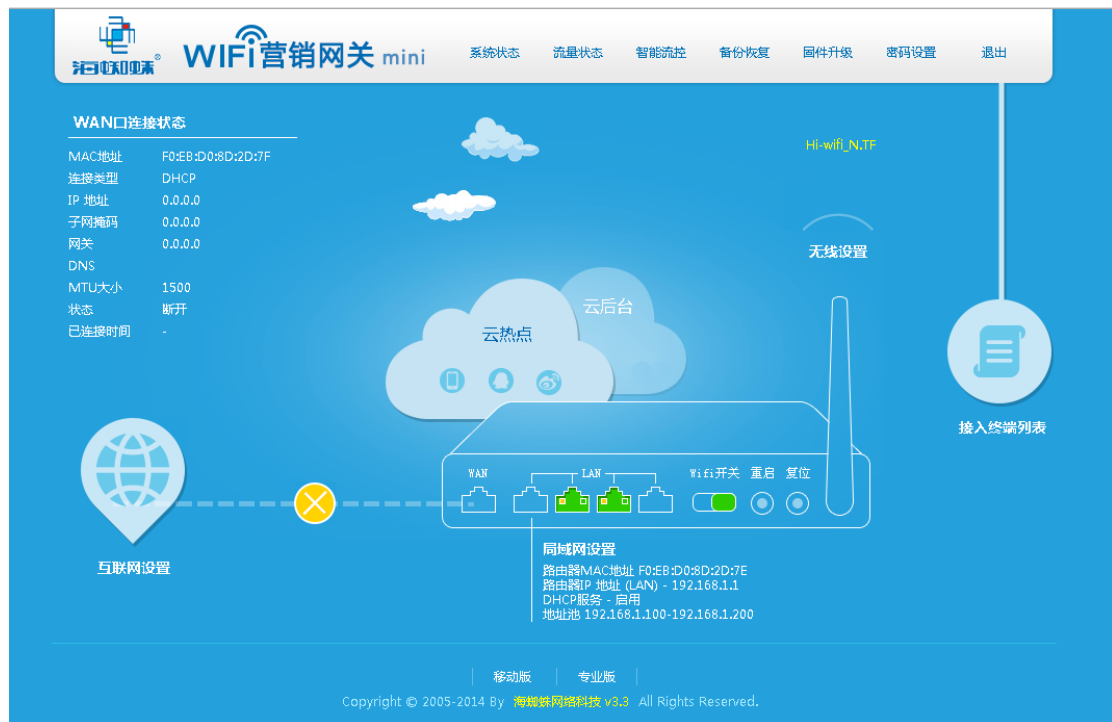 海蜘蛛® WIFi营销网关 mini 系统状态 流量状态 智能流控 备份恢复 固件升级 密码设置 退出
WAN口连接状态
MAC地址 F0:EB:D0:8D:2D:7F
连接类型 DHCP
IP 地址 0.0.0.0
子网掩码 0.0.0.0
网关 0.0.0.0
DNS
MTU大小 1500
状态 断开
已连接时间 -
Hi-wifi_N.TF
无线设置
云后台
云热点
接入终端列表
WAN LAN Wifi开关 重启 复位
互联网设置
局域网设置
路由器MAC地址 F0:EB:D0:8D:2D:7E
路由器IP 地址 (LAN) - 192.168.1.1
DHCP服务 - 启用
地址池 192.168.1.100-192.168.1.200
移动版 专业版
Copyright © 2005-2014 By 海蜘蛛网络科技 v3.3 All Rights Reserved.